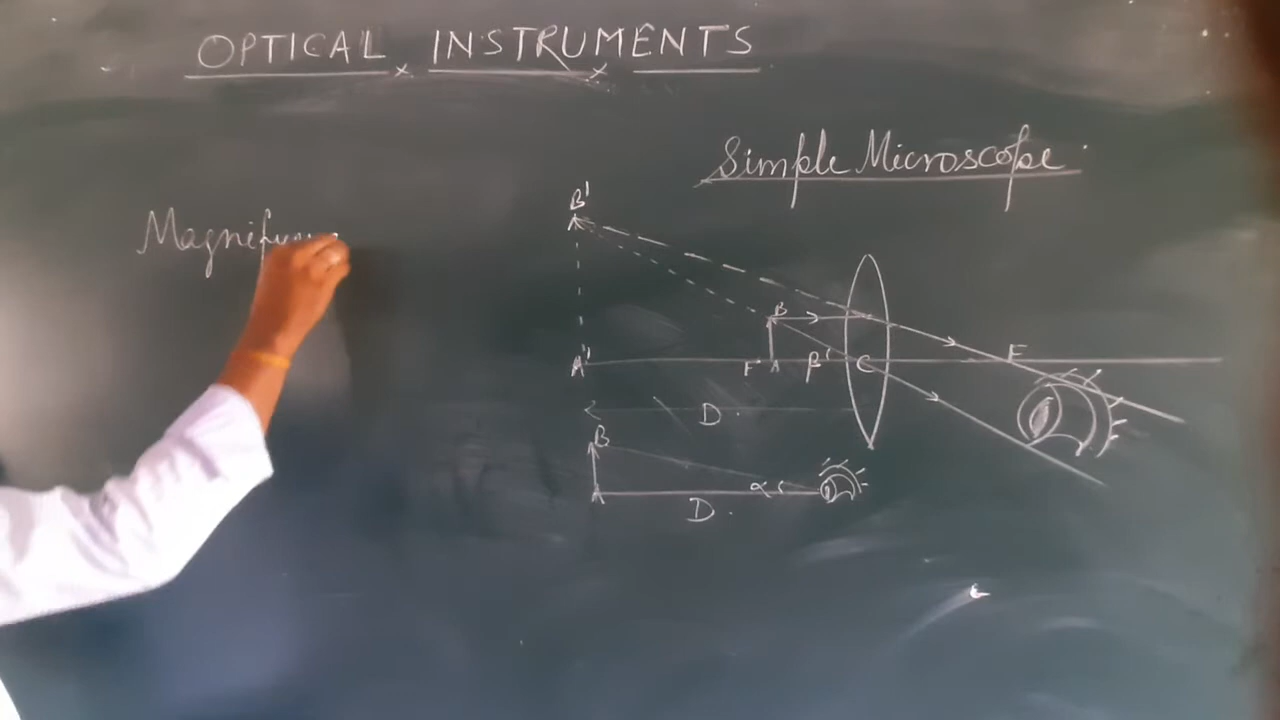 OPTICAL INSTRUMENTS
Simple Microscope.
B'
B
A' F' A β' C F
D.
B
A α
D.